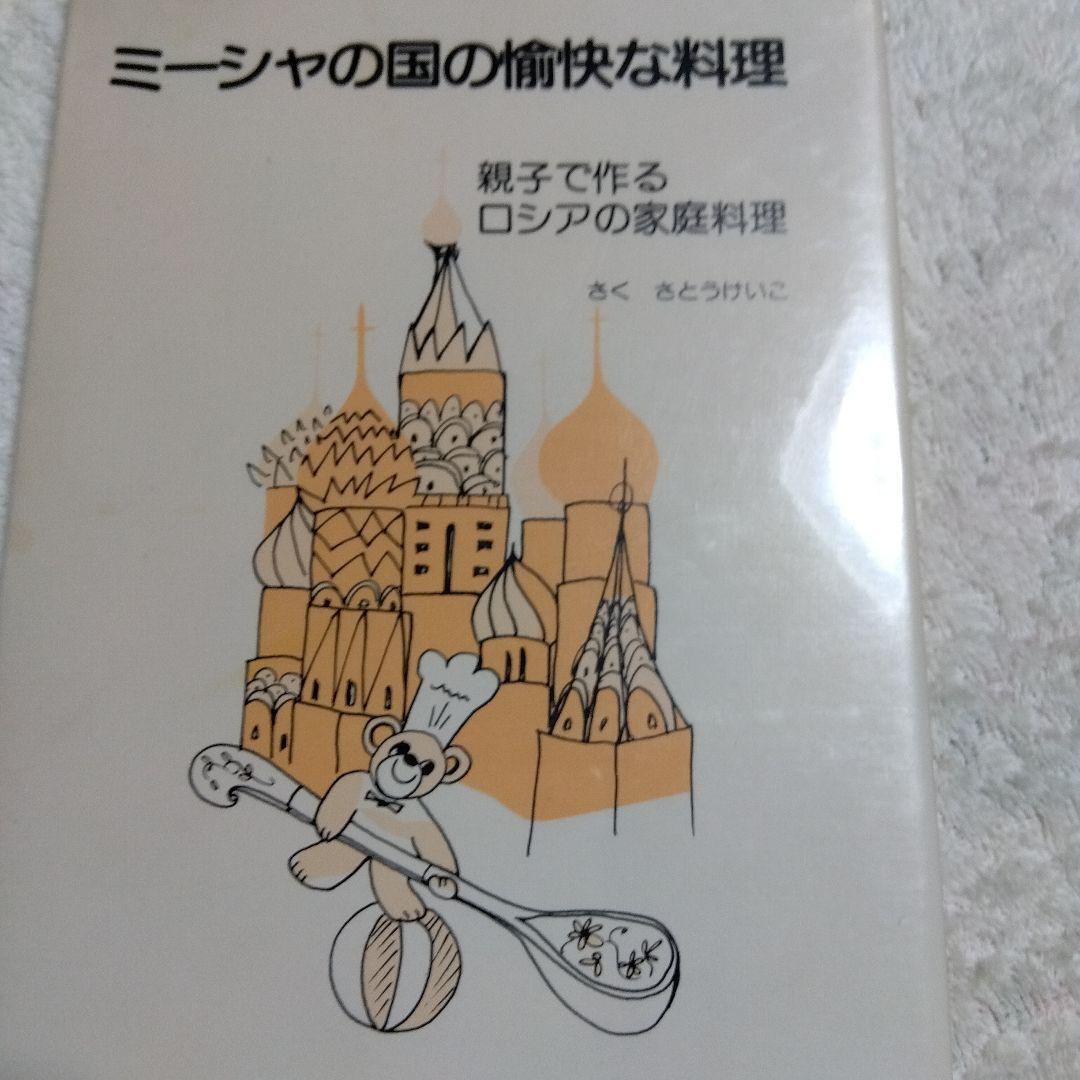 ミーシャの国の愉快な料理
親子で作る
ロシアの家庭料理
さく　さとうけいこ